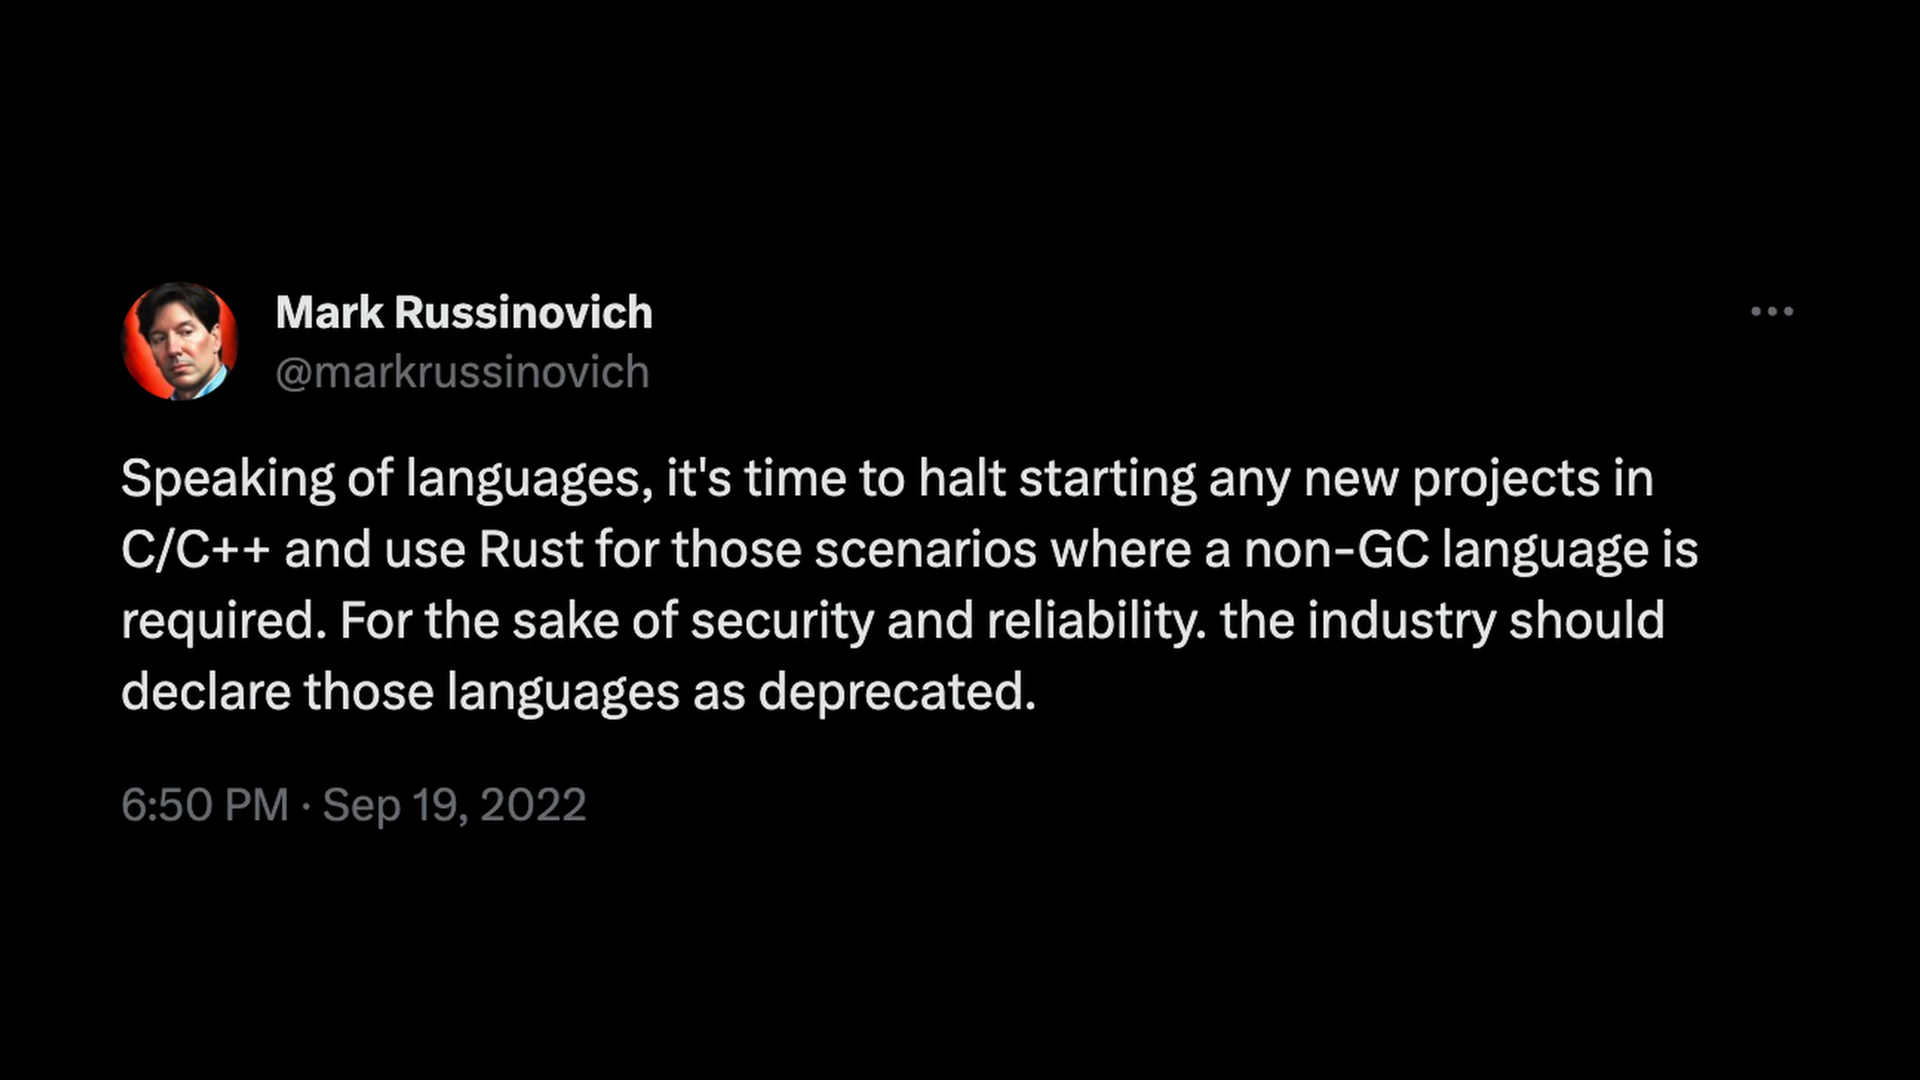 Mark Russinovich
@markrussinovich
Speaking of languages, it's time to halt starting any new projects in
C/C++ and use Rust for those scenarios where a non-GC language is
required. For the sake of security and reliability. the industry should
declare those languages as deprecated.
6:50 PM · Sep 19, 2022